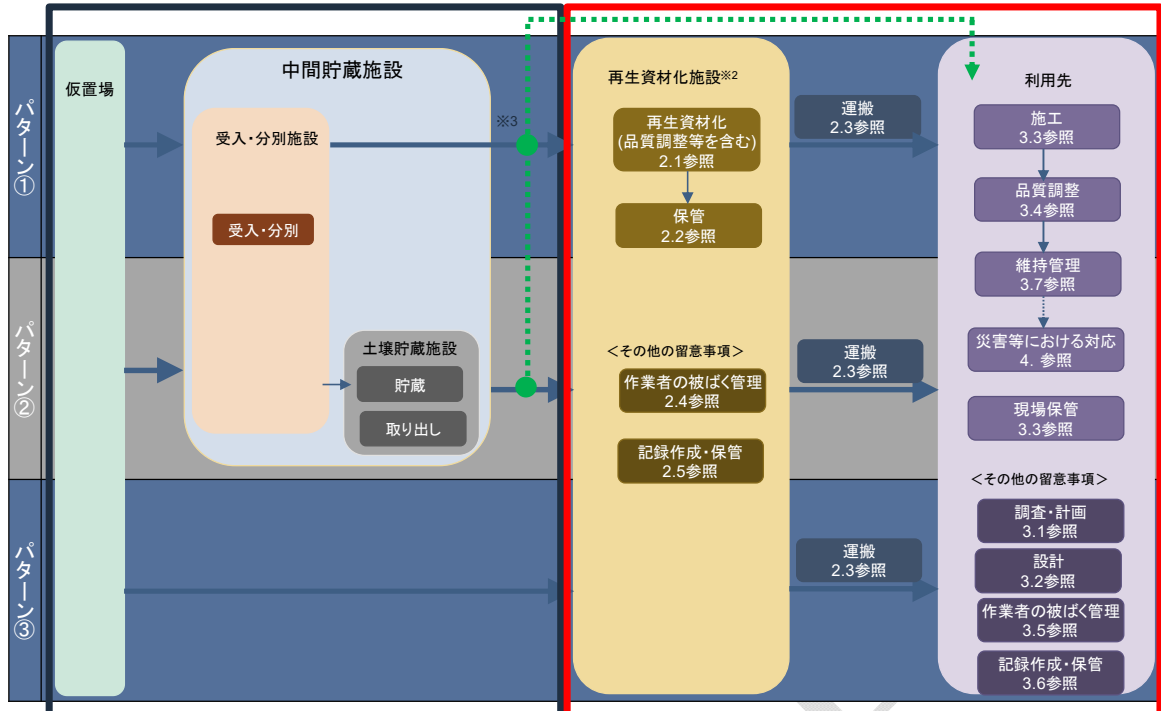 パターン①
パターン②
パターン③
仮置場
中間貯蔵施設
受入・分別施設
受入・分別
土壌貯蔵施設
貯蔵
取り出し
※3
再生資材化施設※2
再生資材化
(品質調整等を含む)
2.1参照
保管
2.2参照
<その他の留意事項>
作業者の被ばく管理
2.4参照
記録作成・保管
2.5参照
運搬
2.3参照
運搬
2.3参照
運搬
2.3参照
利用先
施工
3.3参照
品質調整
3.4参照
維持管理
3.7参照
災害等における対応
4. 参照
現場保管
3.3参照
<その他の留意事項>
調査・計画
3.1参照
設計
3.2参照
作業者の被ばく管理
3.5参照
記録作成・保管
3.6参照